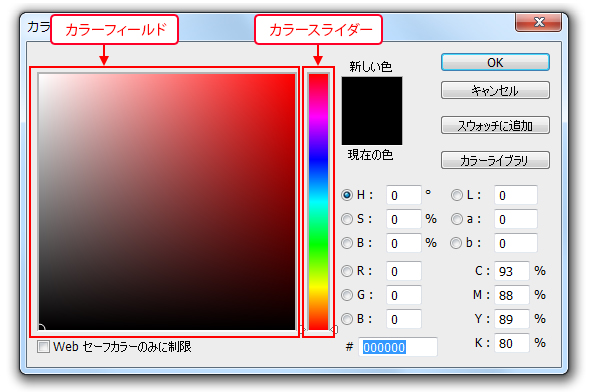 カラ
カラーフィールド
カラースライダー
新しい色
現在の色
OK
キャンセル
スウォッチに追加
カラーライブラリ
H : 0 °
S : 0 %
B : 0 %
R : 0
G : 0
B : 0
# 000000
L : 0
a : 0
b : 0
C : 93 %
M : 88 %
Y : 89 %
K : 80 %
Web セーフカラーのみに制限